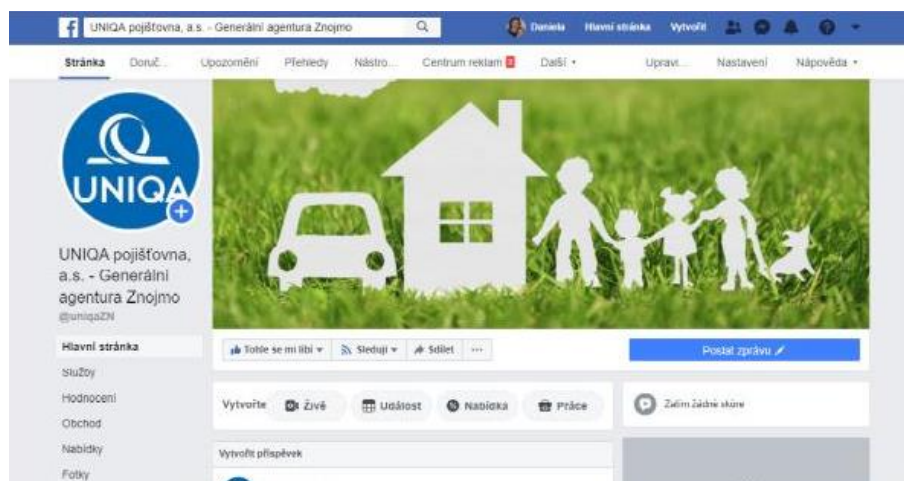 UNIQA pojišťovna, a.s. - Generální agentura Znojmo
Daniela Hlavní stránka Vytvořit
Stránka Doruč... Upozornění Přehledy Nástro... Centrum reklam Další Upravi... Nastavení Nápověda
UNIQA
UNIQA pojišťovna,
a.s. - Generální
agentura Znojmo
@uniqaZN
Hlavní stránka
Služby
Hodnocení
Obchod
Nabídky
Fotky
Tohle se mi líbí Sleduji Sdílet ...
Poslat zprávu
Vytvořte Živě Událost Nabídka Práce
Zatím žádné skóre
Vytvořit příspěvek